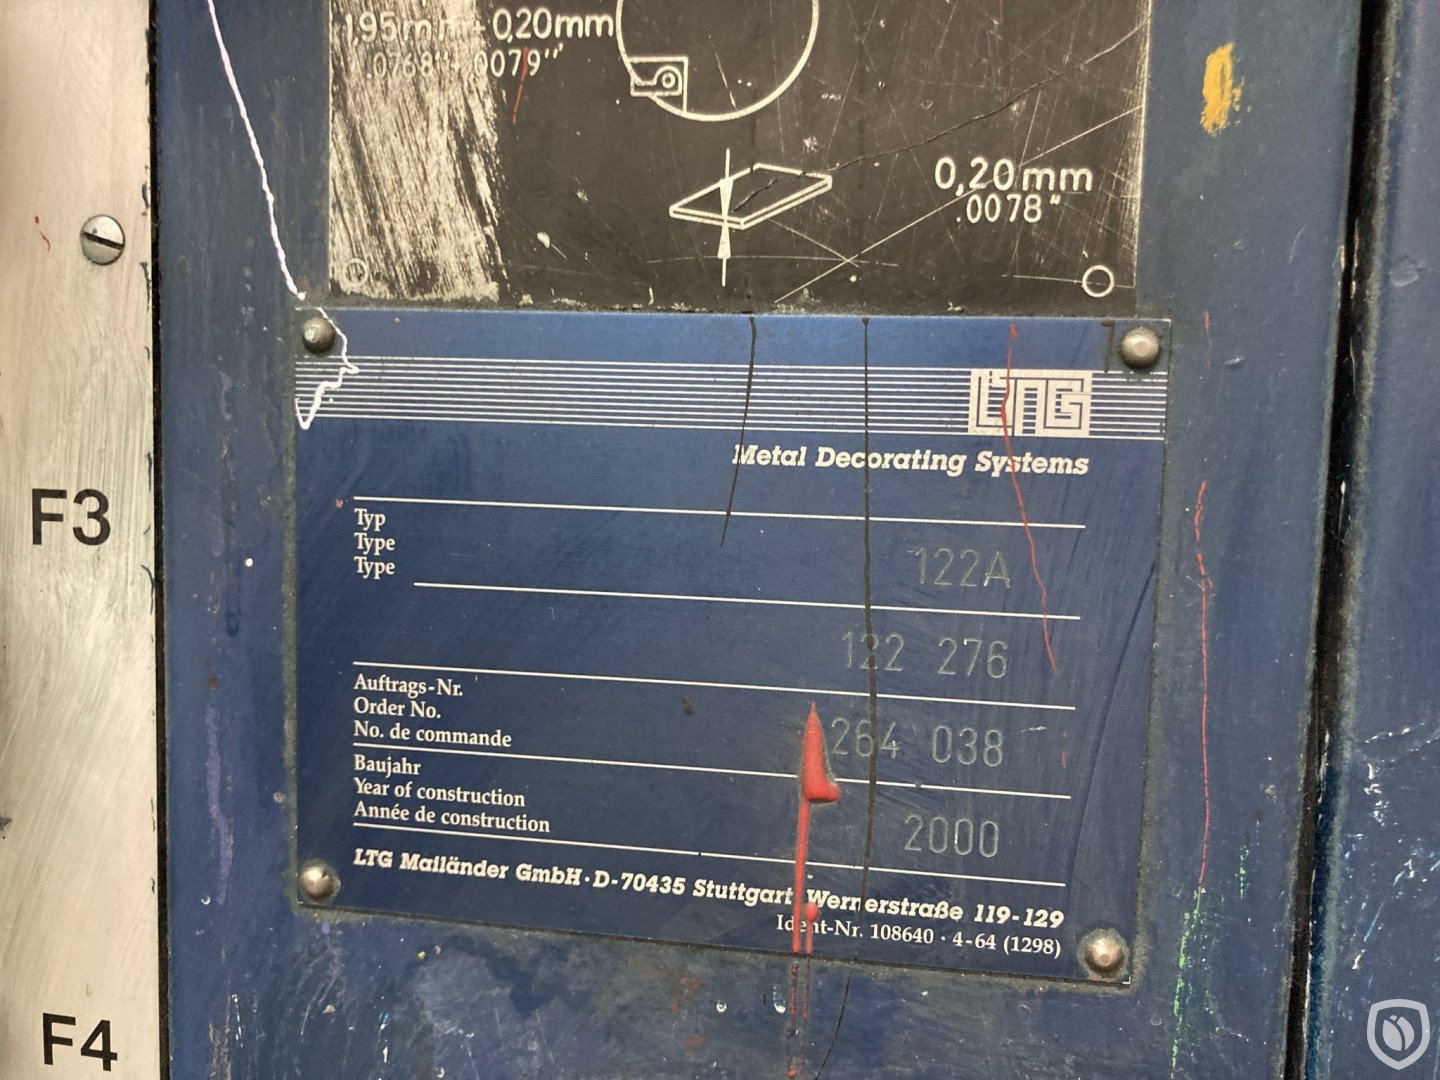 1,95mm + 0,20mm
.0768" + .0079"
0,20mm
.0078"
LTG
Metal Decorating Systems
Typ
Type
Type
122A
122 276
Auftrags-Nr.
Order No.
No. de commande
264 038
Baujahr
Year of construction
Année de construction
2000
LTG Mailänder GmbH · D-70435 Stuttgart, Wernerstraße 119-129
Ident-Nr. 108640 · 4-64 (1298)
F3
F4